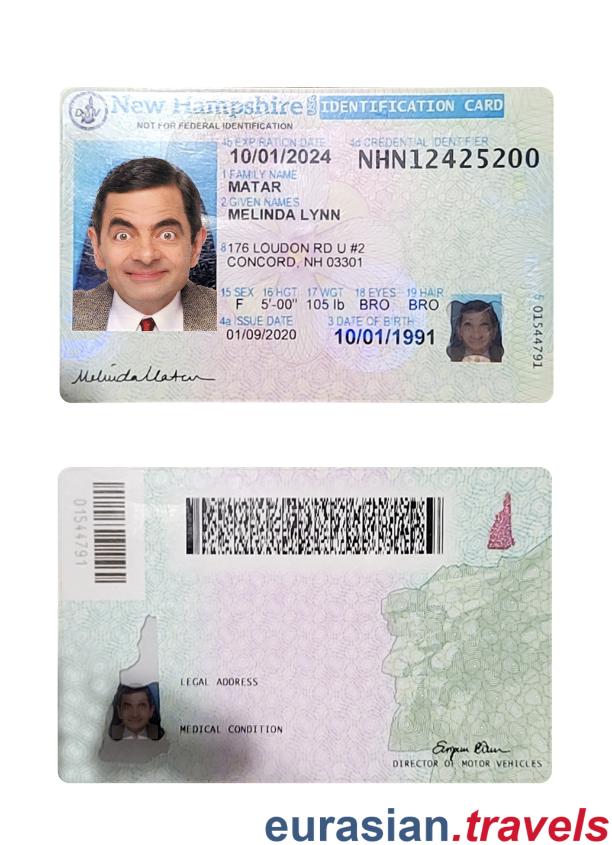 New Hampshire USA IDENTIFICATION CARD
NOT FOR FEDERAL IDENTIFICATION
4b EXPIRATION DATE 4d CREDENTIAL IDENTIFIER
10/01/2024 NHN12425200
1 FAMILY NAME
MATAR
2 GIVEN NAMES
MELINDA LYNN
8 176 LOUDON RD U #2
CONCORD, NH 03301
15 SEX 16 HGT 17 WGT 18 EYES 19 HAIR
F 5'-00" 105 lb BRO BRO
4a ISSUE DATE 3 DATE OF BIRTH
01/09/2020 10/01/1991
5 01544791
Melinda Matar
01544791
LEGAL ADDRESS
MEDICAL CONDITION
DIRECTOR OF MOTOR VEHICLES
eurasian.travels